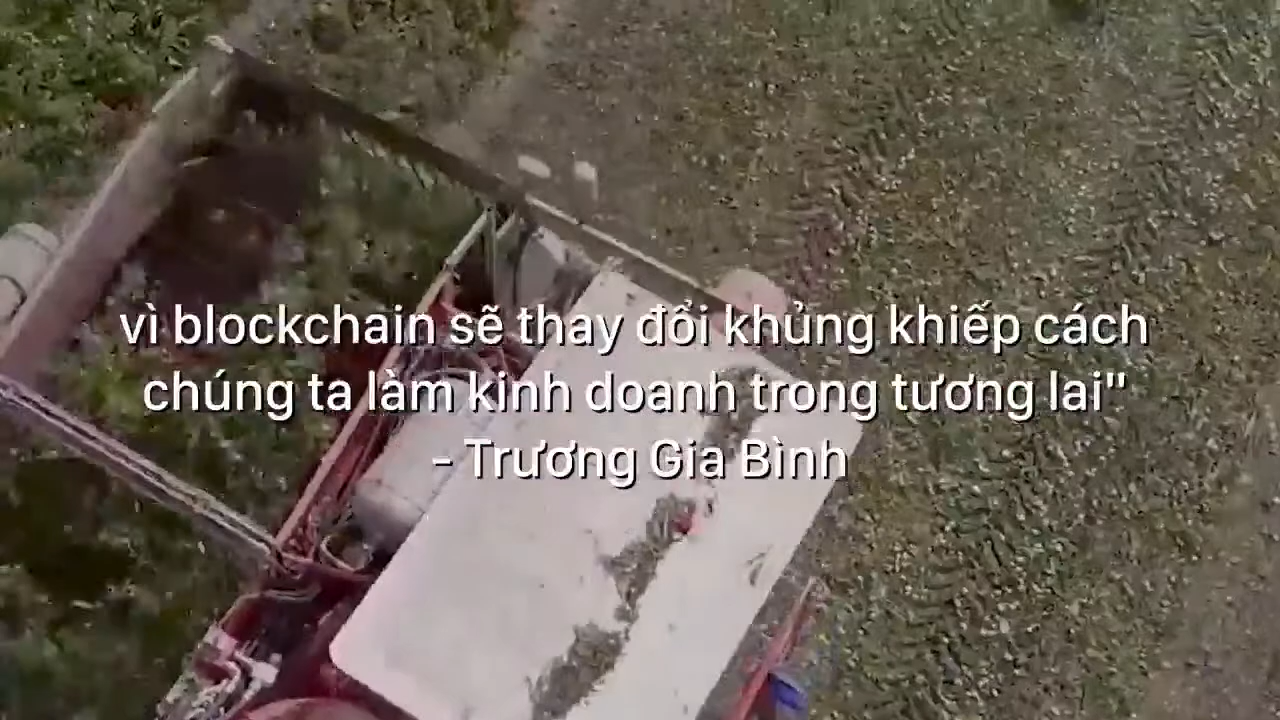 vì blockchain sẽ thay đổi khủng khiếp cách
chúng ta làm kinh doanh trong tương lai"
- Trương Gia Bình